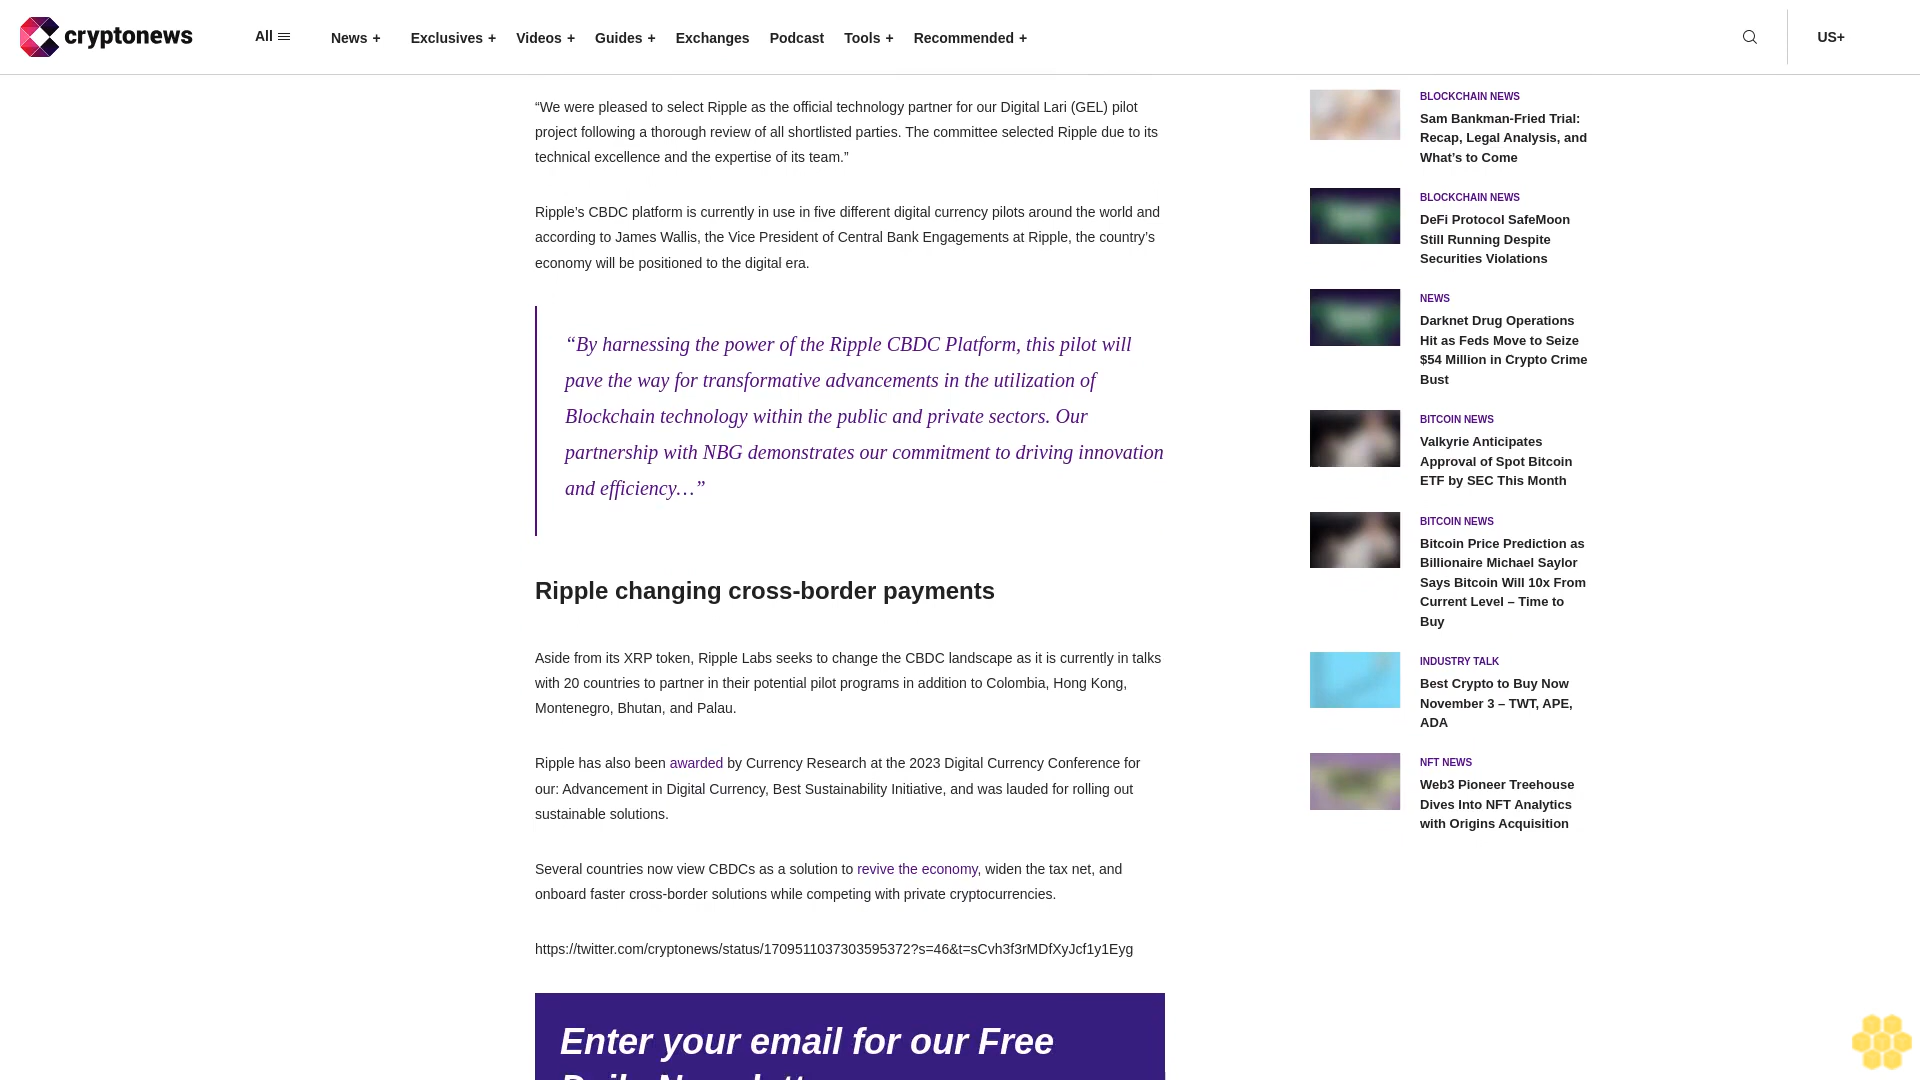 cryptonews
All
News +
Exclusives +
Videos +
Guides +
Exchanges
Podcast
Tools +
Recommended +
US+
“We were pleased to select Ripple as the official technology partner for our Digital Lari (GEL) pilot
project following a thorough review of all shortlisted parties. The committee selected Ripple due to its
technical excellence and the expertise of its team.”
Ripple’s CBDC platform is currently in use in five different digital currency pilots around the world and
according to James Wallis, the Vice President of Central Bank Engagements at Ripple, the country’s
economy will be positioned to the digital era.
“By harnessing the power of the Ripple CBDC Platform, this pilot will
pave the way for transformative advancements in the utilization of
Blockchain technology within the public and private sectors. Our
partnership with NBG demonstrates our commitment to driving innovation
and efficiency…”
Ripple changing cross-border payments
Aside from its XRP token, Ripple Labs seeks to change the CBDC landscape as it is currently in talks
with 20 countries to partner in their potential pilot programs in addition to Colombia, Hong Kong,
Montenegro, Bhutan, and Palau.
Ripple has also been awarded by Currency Research at the 2023 Digital Currency Conference for
our: Advancement in Digital Currency, Best Sustainability Initiative, and was lauded for rolling out
sustainable solutions.
Several countries now view CBDCs as a solution to revive the economy, widen the tax net, and
onboard faster cross-border solutions while competing with private cryptocurrencies.
https://twitter.com/cryptonews/status/1709511037303595372?s=46&t=sCvh3f3rMDfXyJcf1y1Eyg
Enter your email for our Free
BLOCKCHAIN NEWS
Sam Bankman-Fried Trial:
Recap, Legal Analysis, and
What’s to Come
BLOCKCHAIN NEWS
DeFi Protocol SafeMoon
Still Running Despite
Securities Violations
NEWS
Darknet Drug Operations
Hit as Feds Move to Seize
$54 Million in Crypto Crime
Bust
BITCOIN NEWS
Valkyrie Anticipates
Approval of Spot Bitcoin
ETF by SEC This Month
BITCOIN NEWS
Bitcoin Price Prediction as
Billionaire Michael Saylor
Says Bitcoin Will 10x From
Current Level – Time to
Buy
INDUSTRY TALK
Best Crypto to Buy Now
November 3 – TWT, APE,
ADA
NFT NEWS
Web3 Pioneer Treehouse
Dives Into NFT Analytics
with Origins Acquisition